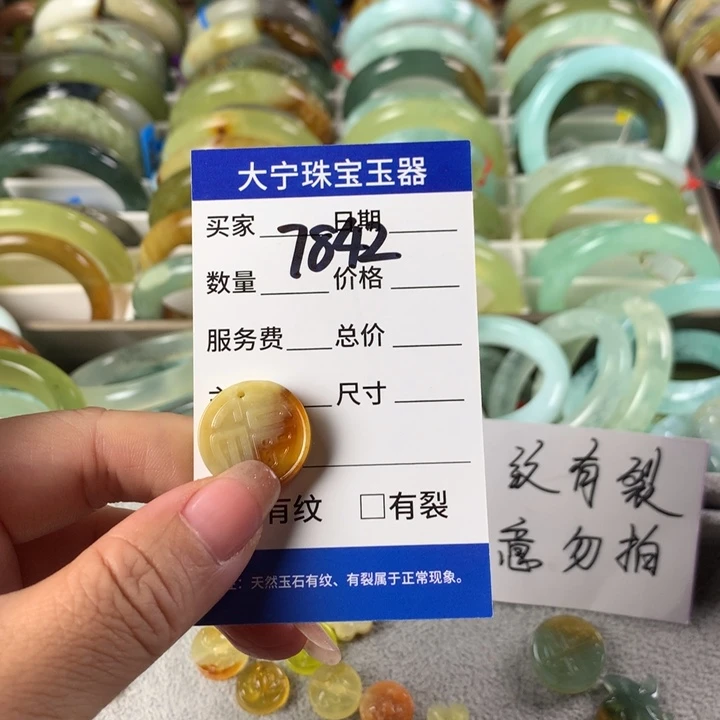 大宁珠宝玉器
买家 日期
7842
数量 价格
服务费 总价
尺寸
有纹 □有裂
：天然玉石有纹、有裂属于正常现象。
纹有裂
意勿拍